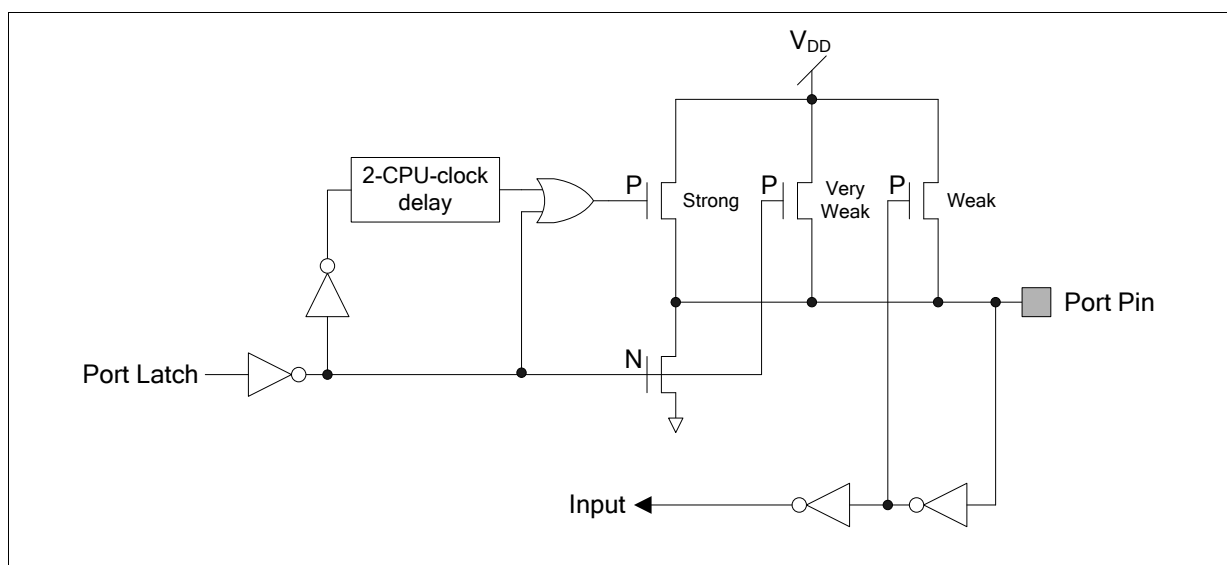 V_DD
2-CPU-clock
delay
P
Strong
P
Very
Weak
P
Weak
Port Pin
N
Port Latch
Input